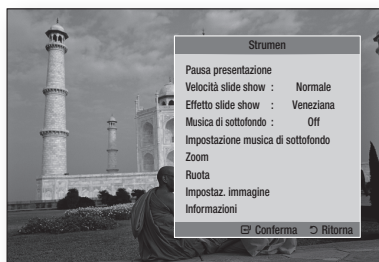 Strumen
Pausa presentazione
Velocità slide show : Normale
Effetto slide show : Veneziana
Musica di sottofondo : Off
Impostazione musica di sottofondo
Zoom
Ruota
Impostaz. immagine
Informazioni
Conferma Ritorna